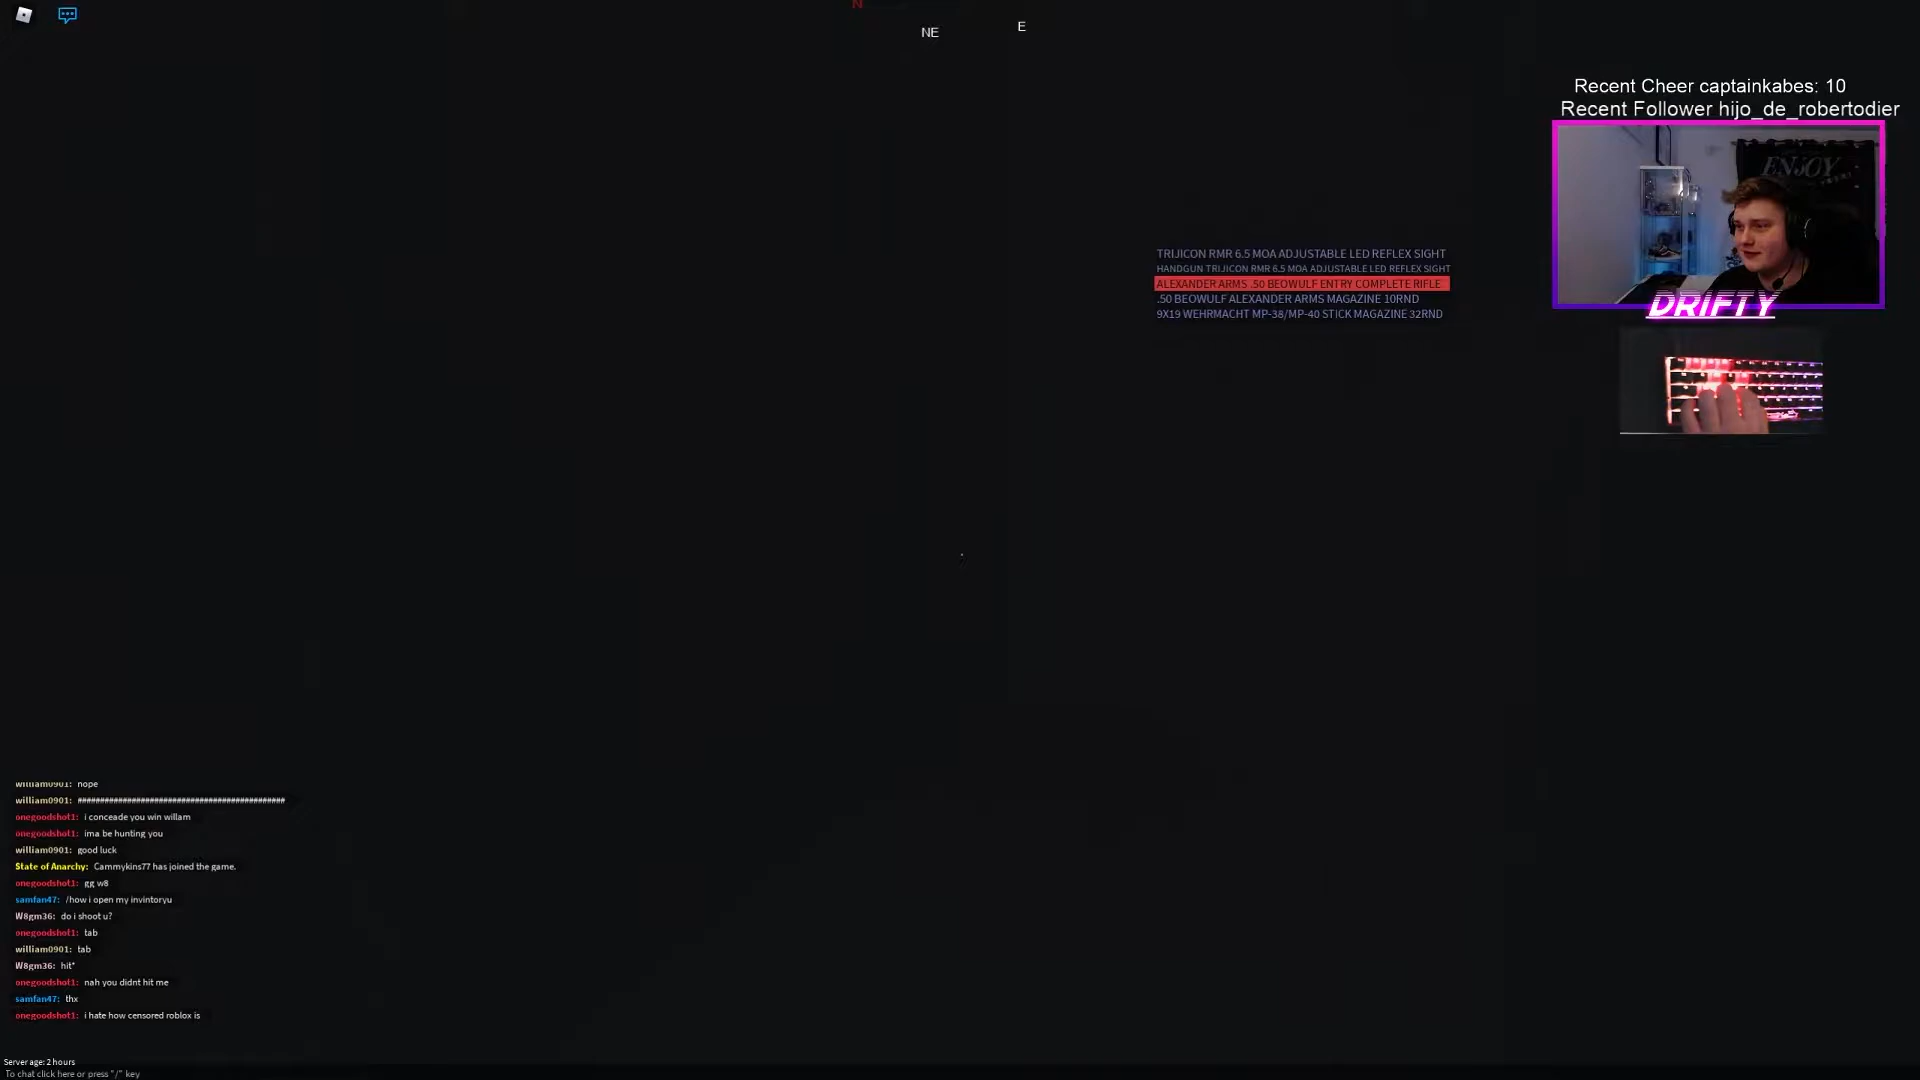 N
NE
E
Recent Cheer captainkabes: 10
Recent Follower hijo_de_robertodier
ENJOY
DRIFTY
TRIJICON RMR 6.5 MOA ADJUSTABLE LED REFLEX SIGHT
HANDGUN TRIJICON RMR 6.5 MOA ADJUSTABLE LED REFLEX SIGHT
ALEXANDER ARMS .50 BEOWULF ENTRY COMPLETE RIFLE
.50 BEOWULF ALEXANDER ARMS MAGAZINE 10RND
9X19 WEHRMACHT MP-38/MP-40 STICK MAGAZINE 32RND
william0901: nope
william0901: ##############################################
onegoodshot1: i conceade you win willam
onegoodshot1: ima be hunting you
william0901: good luck
State of Anarchy: Cammykins77 has joined the game.
onegoodshot1: gg w8
samfan47: /how i open my invintoryu
W8gm36: do i shoot u?
onegoodshot1: tab
william0901: tab
W8gm36: hit*
onegoodshot1: nah you didnt hit me
samfan47: thx
onegoodshot1: i hate how censored roblox is
Server age: 2 hours
To chat click here or press "/" key